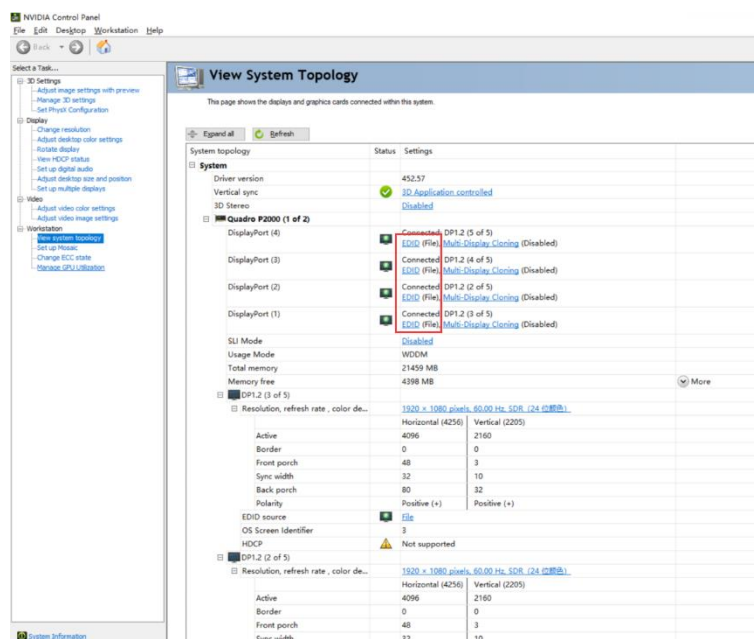 NVIDIA Control Panel
File Edit Desktop Workstation Help
Back
Select a Task...
3D Settings
Adjust image settings with preview
Manage 3D settings
Set PhysX Configuration
Display
Change resolution
Adjust desktop color settings
Rotate display
View HDCP status
Set up digital audio
Adjust desktop size and position
Set up multiple displays
Video
Adjust video color settings
Adjust video image settings
Workstation
View system topology
Set up Mosaic
Change ECC state
Manage GPU Utilization
System Information
View System Topology
This page shows the displays and graphics cards connected within this system.
Expand all Refresh
System topology Status Settings
System
Driver version 452.57
Vertical sync 3D Application controlled
3D Stereo Disabled
Quadro P2000 (1 of 2)
DisplayPort (4) Connected, DP1.2 (5 of 5)
EDID (File), Multi-Display Cloning (Disabled)
DisplayPort (3) Connected, DP1.2 (4 of 5)
EDID (File), Multi-Display Cloning (Disabled)
DisplayPort (2) Connected, DP1.2 (2 of 5)
EDID (File), Multi-Display Cloning (Disabled)
DisplayPort (1) Connected, DP1.2 (3 of 5)
EDID (File), Multi-Display Cloning (Disabled)
SLI Mode Disabled
Usage Mode WDDM
Total memory 21459 MB
Memory free 4398 MB More
DP1.2 (3 of 5)
Resolution, refresh rate , color de... 1920 × 1080 pixels, 60.00 Hz, SDR (24 位颜色)
Horizontal (4256) Vertical (2205)
Active 4096 2160
Border 0 0
Front porch 48 3
Sync width 32 10
Back porch 80 32
Polarity Positive (+) Positive (+)
EDID source File
OS Screen Identifier 3
HDCP Not supported
DP1.2 (2 of 5)
Resolution, refresh rate , color de... 1920 × 1080 pixels, 60.00 Hz, SDR (24 位颜色)
Horizontal (4256) Vertical (2205)
Active 4096 2160
Border 0 0
Front porch 48 3
Sync width 32 10